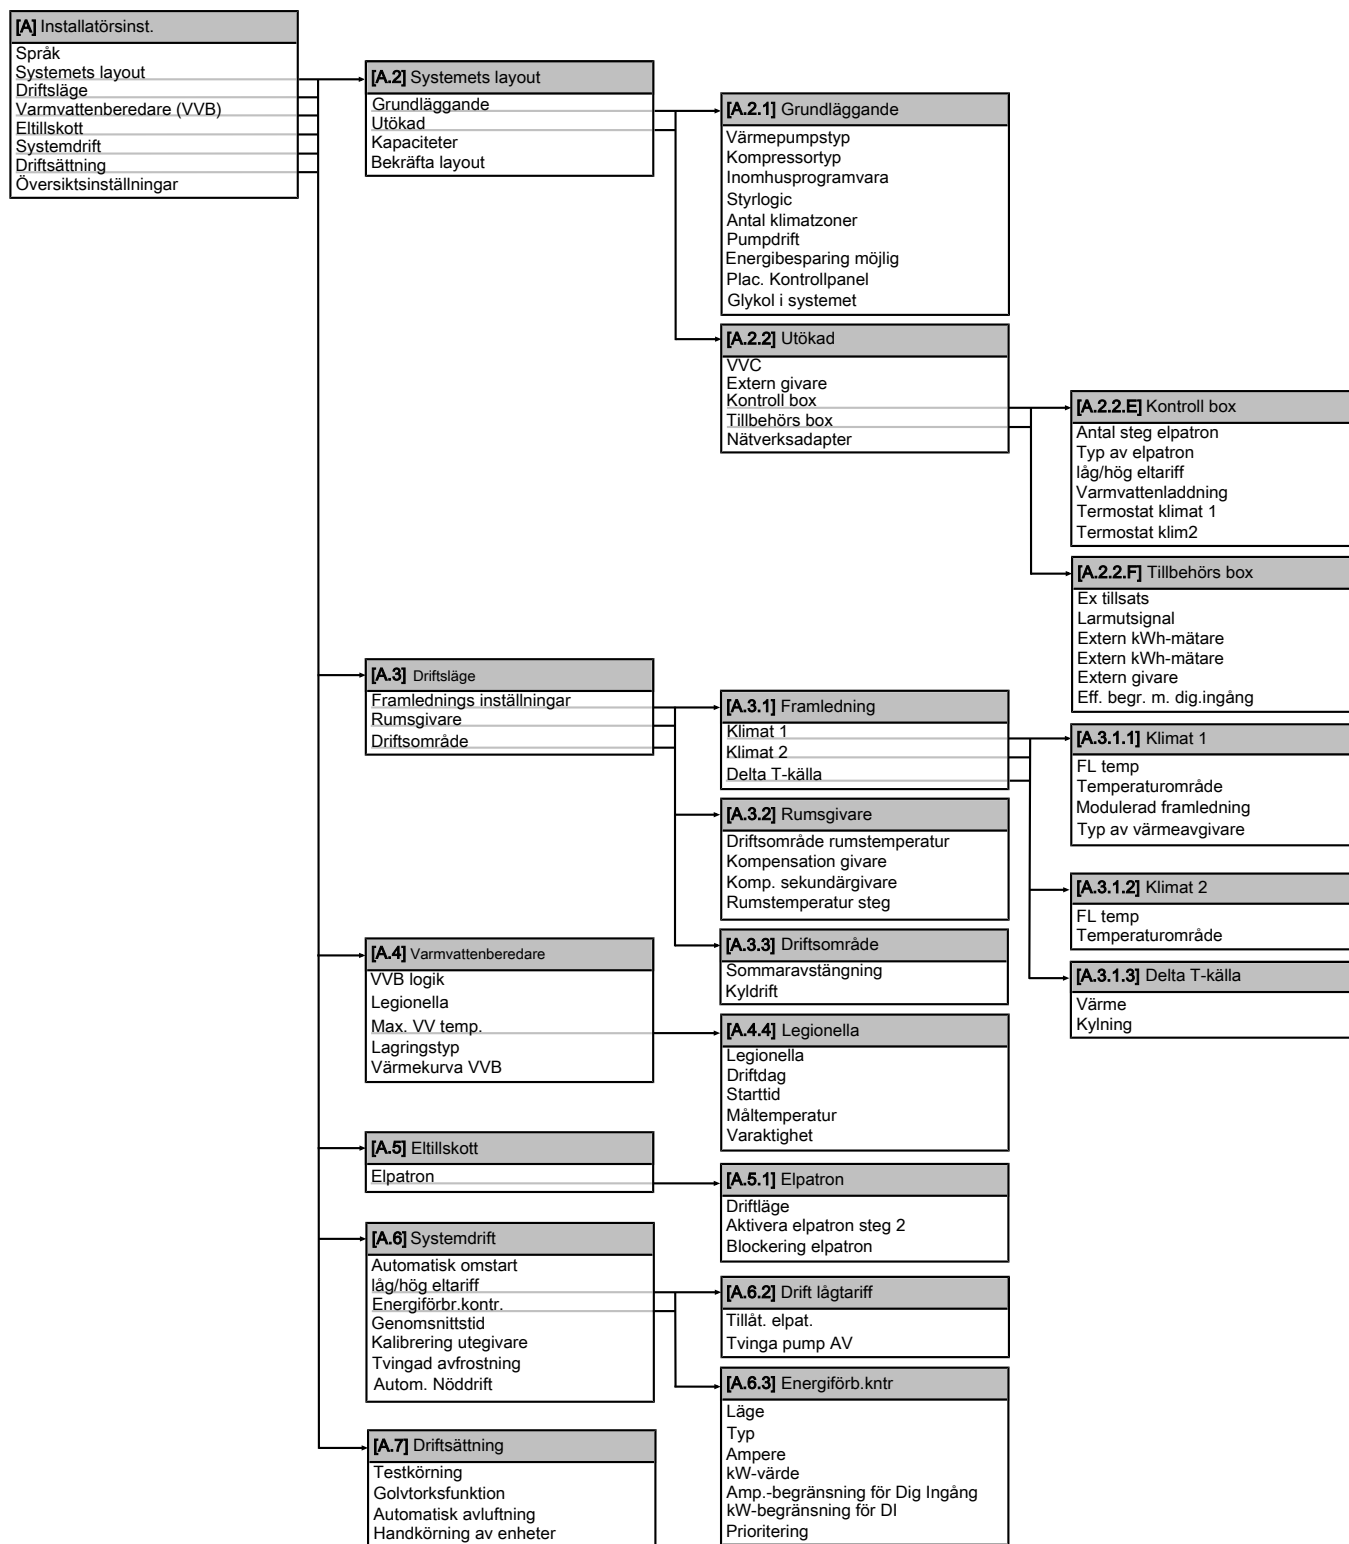 [A] Installatörsinst.
Språk
Systemets layout
Driftsläge
Varmvattenberedare (VVB)
Eltillskott
Systemdrift
Driftsättning
Översiktsinställningar
[A.2] Systemets layout
Grundläggande
Utökad
Kapaciteter
Bekräfta layout
[A.2.1] Grundläggande
Värmepumpstyp
Kompressortyp
Inomhusprogramvara
Styrlogic
Antal klimatzoner
Pumpdrift
Energibesparing möjlig
Plac. Kontrollpanel
Glykol i systemet
[A.2.2] Utökad
VVC
Extern givare
Kontroll box
Tillbehörs box
Nätverksadapter
[A.2.2.E] Kontroll box
Antal steg elpatron
Typ av elpatron
låg/hög eltariff
Varmvattenladdning
Termostat klimat 1
Termostat klim2
[A.2.2.F] Tillbehörs box
Ex tillsats
Larmutsignal
Extern kWh-mätare
Extern kWh-mätare
Extern givare
Eff. begr. m. dig.ingång
[A.3] Driftsläge
Framlednings inställningar
Rumsgivare
Driftsområde
[A.3.1] Framledning
Klimat 1
Klimat 2
Delta T-källa
[A.3.1.1] Klimat 1
FL temp
Temperaturområde
Modulerad framledning
Typ av värmeavgivare
[A.3.2] Rumsgivare
Driftsområde rumstemperatur
Kompensation givare
Komp. sekundärgivare
Rumstemperatur steg
[A.3.1.2] Klimat 2
FL temp
Temperaturområde
[A.3.3] Driftsområde
Sommaravstängning
Kyldrift
[A.3.1.3] Delta T-källa
Värme
Kylning
[A.4] Varmvattenberedare
VVB logik
Legionella
Max. VV temp.
Lagringstyp
Värmekurva VVB
[A.4.4] Legionella
Legionella
Driftdag
Starttid
Måltemperatur
Varaktighet
[A.5] Eltillskott
Elpatron
[A.5.1] Elpatron
Driftläge
Aktivera elpatron steg 2
Blockering elpatron
[A.6] Systemdrift
Automatisk omstart
låg/hög eltariff
Energiförbr.kontr.
Genomsnittstid
Kalibrering utegivare
Tvingad avfrostning
Autom. Nöddrift
[A.6.2] Drift lågtariff
Tillåt. elpat.
Tvinga pump AV
[A.6.3] Energiförb.kntr
Läge
Typ
Ampere
kW-värde
Amp.-begränsning för Dig Ingång
kW-begränsning för DI
Prioritering
[A.7] Driftsättning
Testkörning
Golvtorksfunktion
Automatisk avluftning
Handkörning av enheter